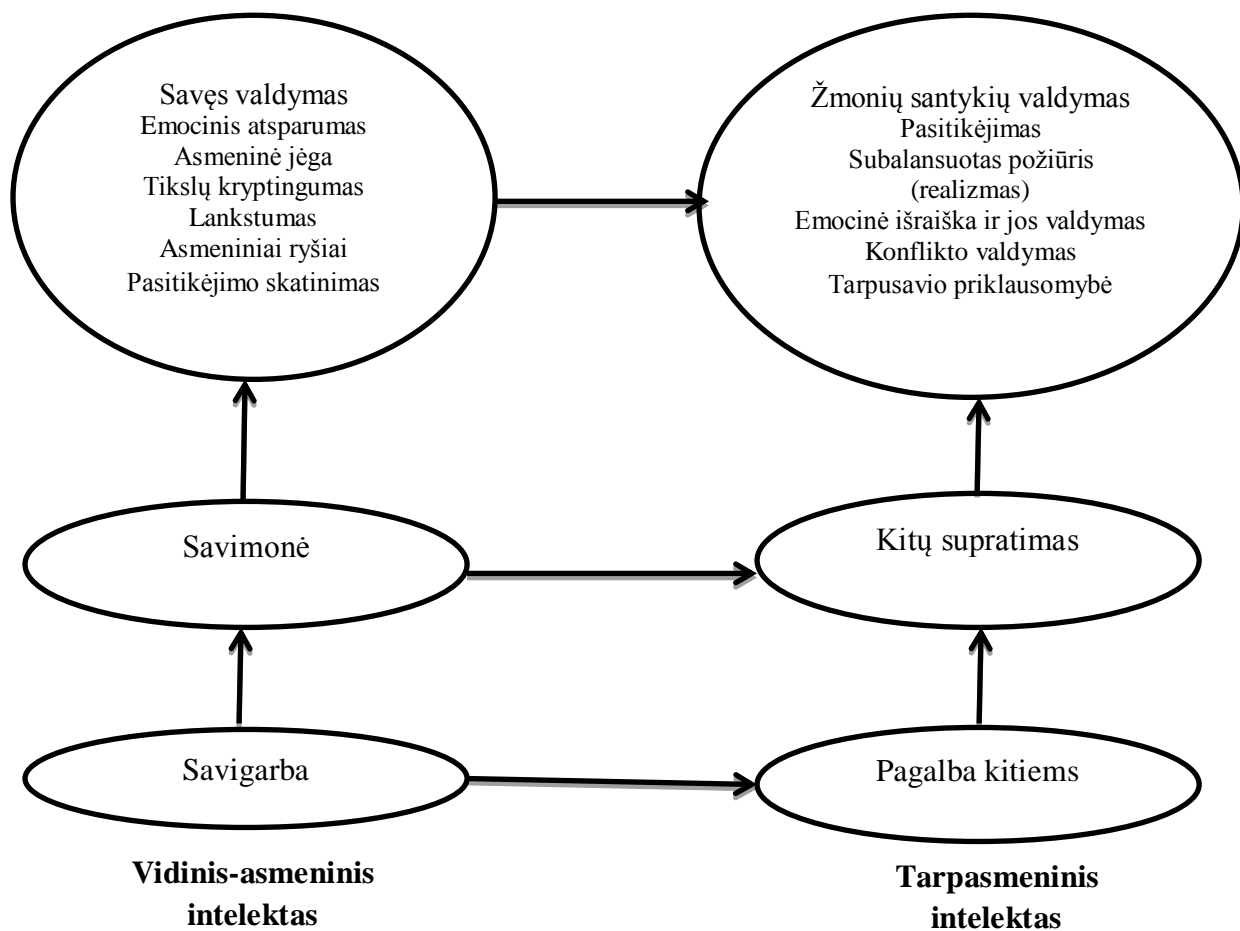 Savęs valdymas
Emocinis atsparumas
Asmeninė jėga
Tikslų kryptingumas
Lankstumas
Asmeniniai ryšiai
Pasitikėjimo skatinimas
Žmonių santykių valdymas
Pasitikėjimas
Subalansuotas požiūris
(realizmas)
Emocinė išraiška ir jos valdymas
Konflikto valdymas
Tarpusavio priklausomybė
Savimonė
Kitų supratimas
Savigarba
Pagalba kitiems
Vidinis-asmeninis
intelektas
Tarpasmeninis
intelektas